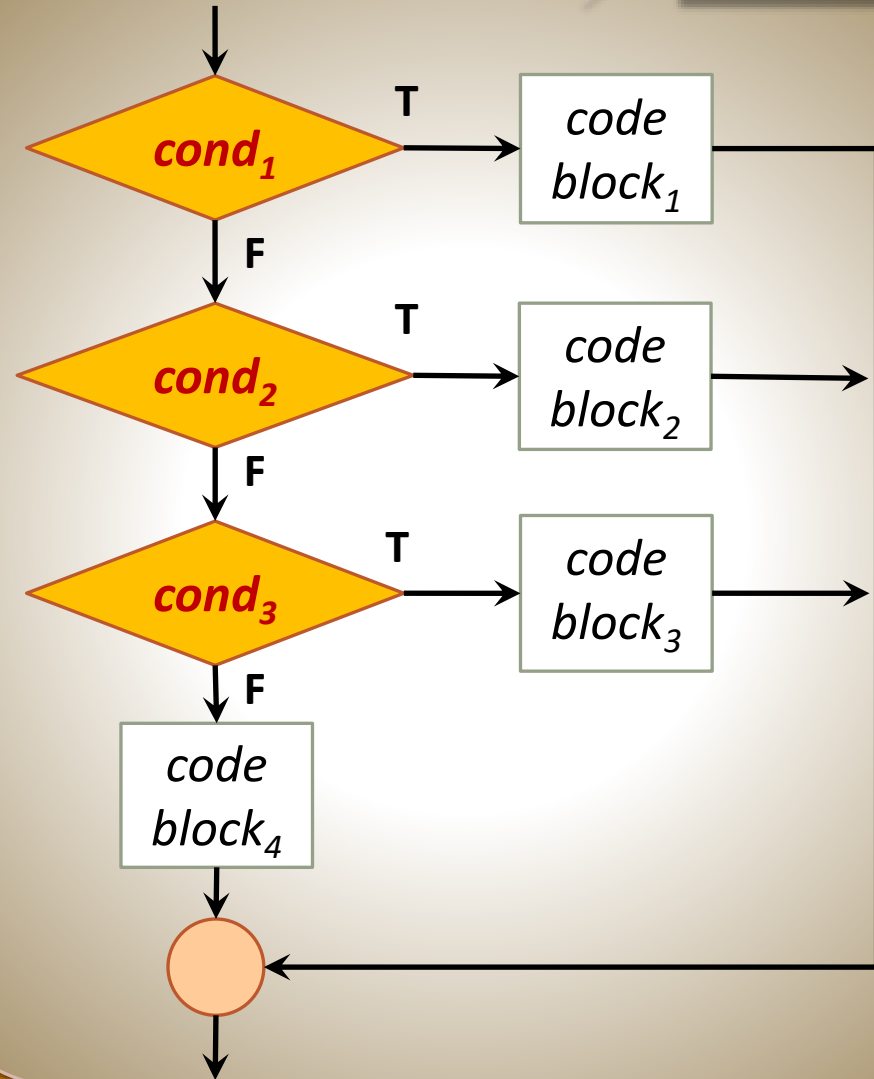 cond₁
T
code
block₁
F
cond₂
T
code
block₂
F
cond₃
T
code
block₃
F
code
block₄